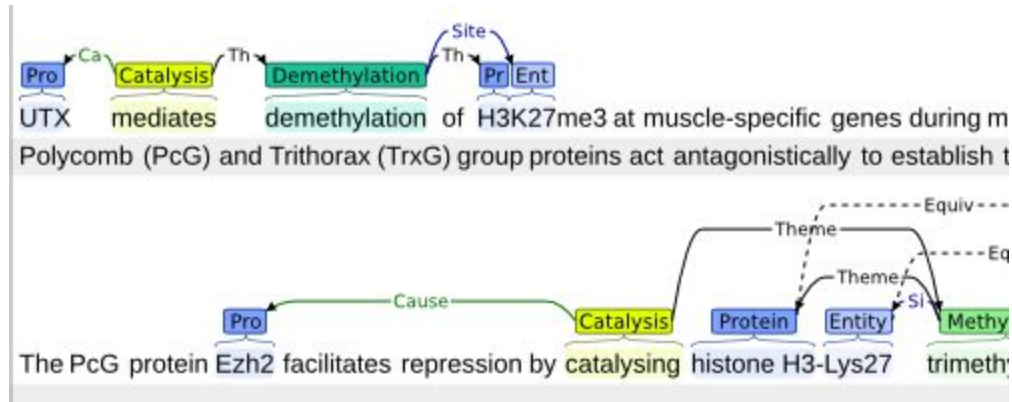 Site
Ca Th Th
Pro Catalysis Demethylation Pr Ent
UTX mediates demethylation of H3K27me3 at muscle-specific genes during m
Polycomb (PcG) and Trithorax (TrxG) group proteins act antagonistically to establish t
Equiv
Theme
Eq
Theme
Cause Si
Pro Catalysis Protein Entity Methy
The PcG protein Ezh2 facilitates repression by catalysing histone H3-Lys27 trimethy